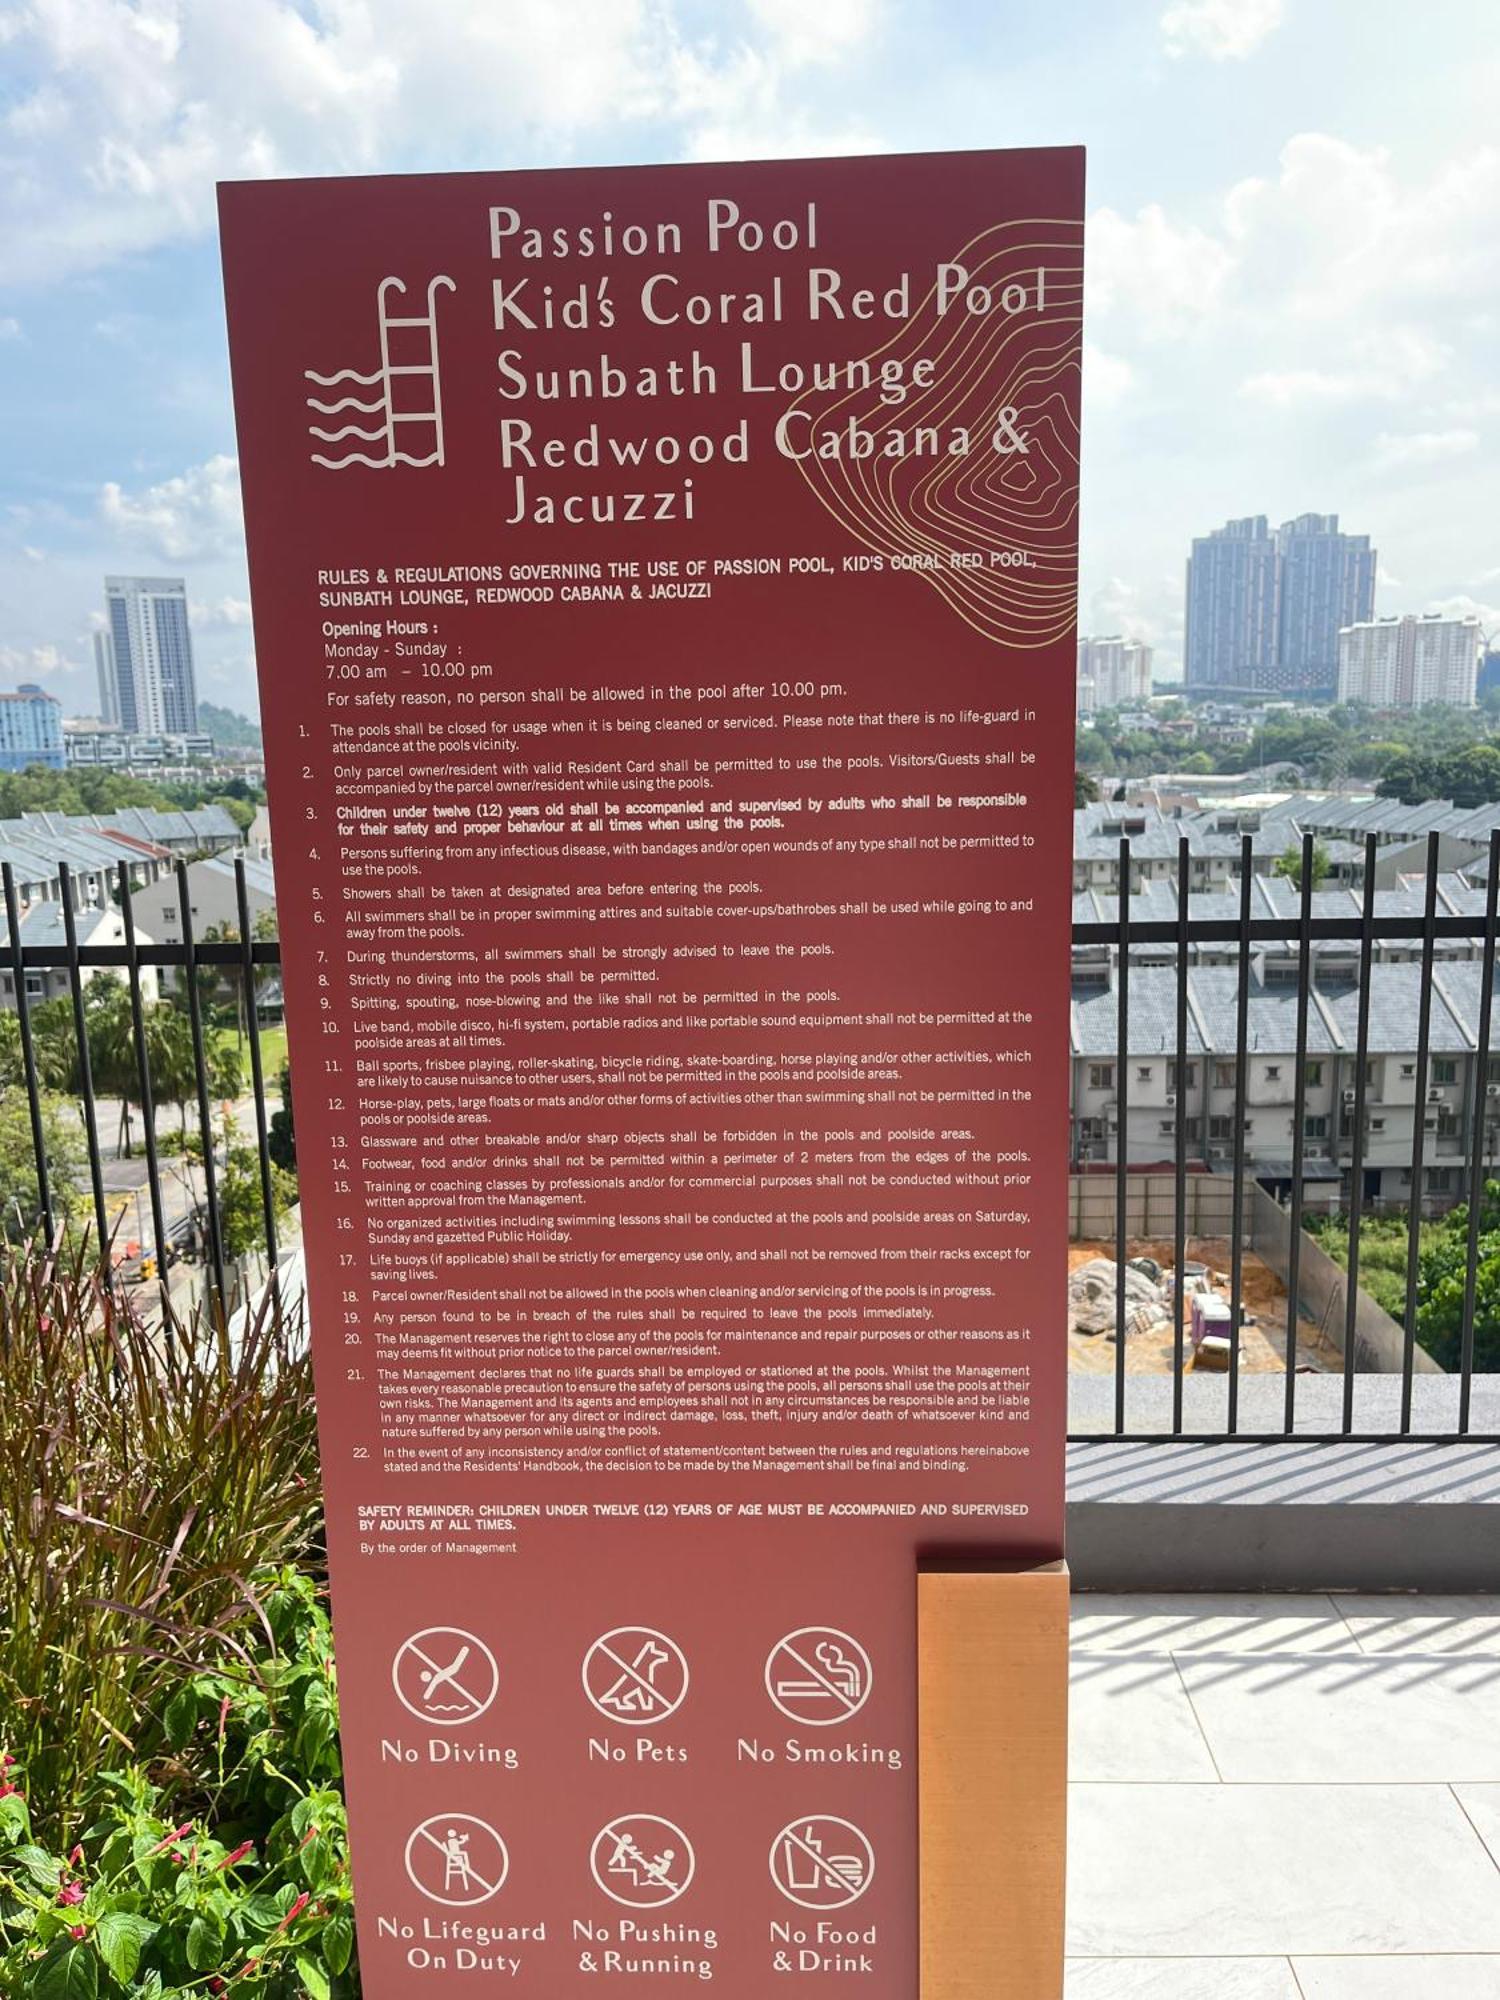 Passion Pool
Kid's Coral Red Pool
Sunbath Lounge
Redwood Cabana &
Jacuzzi
RULES & REGULATIONS GOVERNING THE USE OF PASSION POOL, KID'S CORAL RED POOL,
SUNBATH LOUNGE, REDWOOD CABANA & JACUZZI
Opening Hours :
Monday - Sunday :
7.00 am – 10.00 pm
For safety reason, no person shall be allowed in the pool after 10.00 pm.
1. The pools shall be closed for usage when it is being cleaned or serviced. Please note that there is no life-guard in
attendance at the pools vicinity.
2. Only parcel owner/resident with valid Resident Card shall be permitted to use the pools. Visitors/Guests shall be
accompanied by the parcel owner/resident while using the pools.
3. Children under twelve (12) years old shall be accompanied and supervised by adults who shall be responsible
for their safety and proper behaviour at all times when using the pools.
4. Persons suffering from any infectious disease, with bandages and/or open wounds of any type shall not be permitted to
use the pools.
5. Showers shall be taken at designated area before entering the pools.
6. All swimmers shall be in proper swimming attires and suitable cover-ups/bathrobes shall be used while going to and
away from the pools.
7. During thunderstorms, all swimmers shall be strongly advised to leave the pools.
8. Strictly no diving into the pools shall be permitted.
9. Spitting, spouting, nose-blowing and the like shall not be permitted in the pools.
10. Live band, mobile disco, hi-fi system, portable radios and like portable sound equipment shall not be permitted at the
poolside areas at all times.
11. Ball sports, frisbee playing, roller-skating, bicycle riding, skate-boarding, horse playing and/or other activities, which
are likely to cause nuisance to other users, shall not be permitted in the pools and poolside areas.
12. Horse-play, pets, large floats or mats and/or other forms of activities other than swimming shall not be permitted in the
pools or poolside areas.
13. Glassware and other breakable and/or sharp objects shall be forbidden in the pools and poolside areas.
14. Footwear, food and/or drinks shall not be permitted within a perimeter of 2 meters from the edges of the pools.
15. Training or coaching classes by professionals and/or for commercial purposes shall not be conducted without prior
written approval from the Management.
16. No organized activities including swimming lessons shall be conducted at the pools and poolside areas on Saturday,
Sunday and gazetted Public Holiday.
17. Life buoys (if applicable) shall be strictly for emergency use only, and shall not be removed from their racks except for
saving lives.
18. Parcel owner/Resident shall not be allowed in the pools when cleaning and/or servicing of the pools is in progress.
19. Any person found to be in breach of the rules shall be required to leave the pools immediately.
20. The Management reserves the right to close any of the pools for maintenance and repair purposes or other reasons as it
may deems fit without prior notice to the parcel owner/resident.
21. The Management declares that no life guards shall be employed or stationed at the pools. Whilst the Management
takes every reasonable precaution to ensure the safety of persons using the pools, all persons shall use the pools at their
own risks. The Management and its agents and employees shall not in any circumstances be responsible and be liable
in any manner whatsoever for any direct or indirect damage, loss, theft, injury and/or death of whatsoever kind and
nature suffered by any person while using the pools.
22. In the event of any inconsistency and/or conflict of statement/content between the rules and regulations hereinabove
stated and the Residents' Handbook, the decision to be made by the Management shall be final and binding.
SAFETY REMINDER: CHILDREN UNDER TWELVE (12) YEARS OF AGE MUST BE ACCOMPANIED AND SUPERVISED
BY ADULTS AT ALL TIMES.
By the order of Management
No Diving
No Pets
No Smoking
No Lifeguard
On Duty
No Pushing
& Running
No Food
& Drink